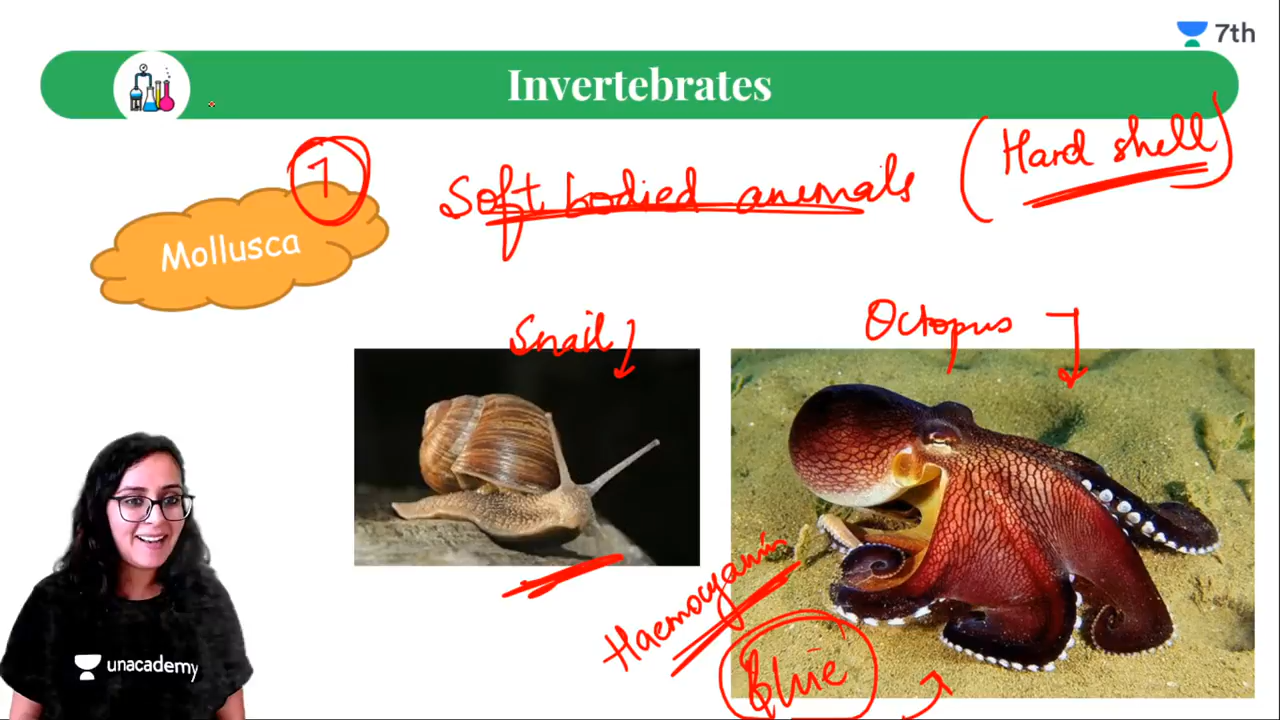 7th
Invertebrates
(Hard shell)
1
Soft bodied animals
Mollusca
Snail
Octopus
Haemocyanin
Blue
unacademy